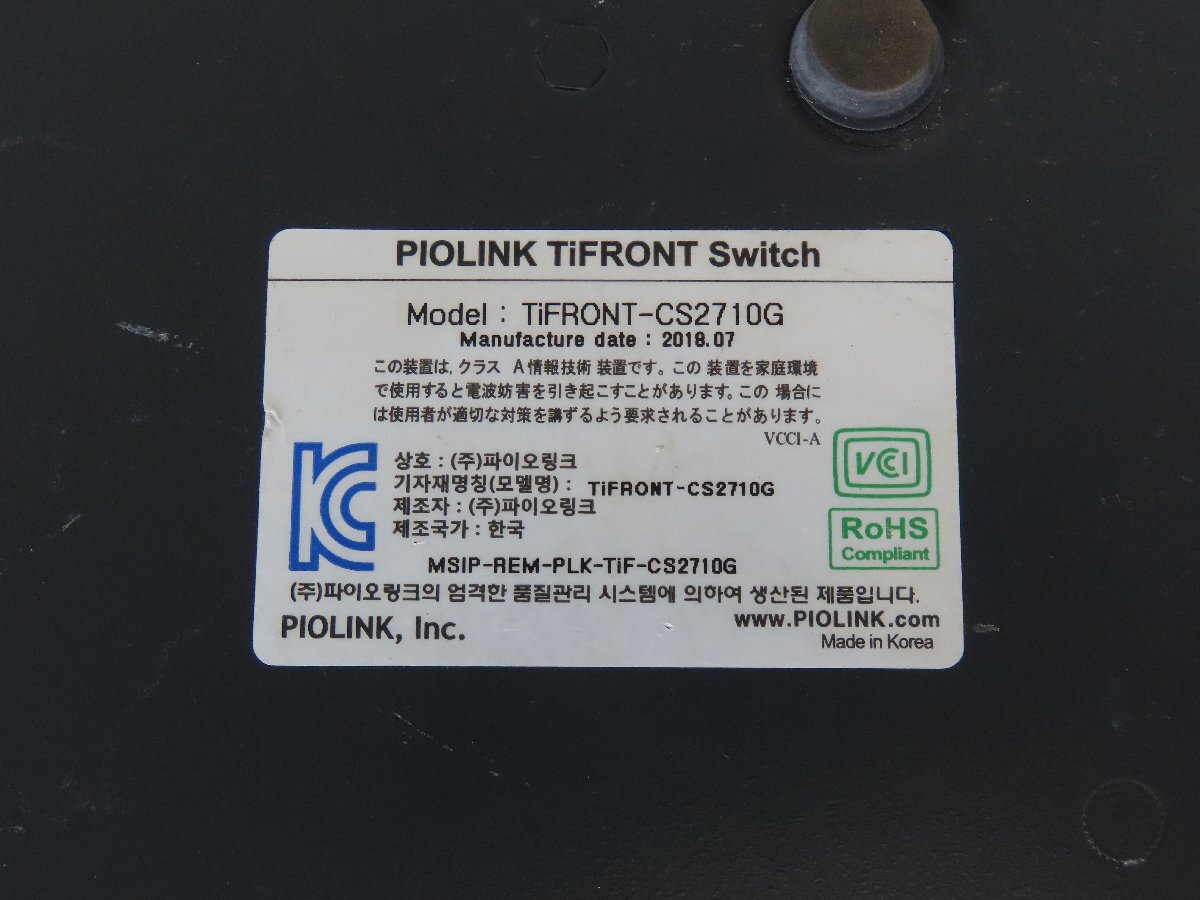 PIOLINK TiFRONT Switch
Model : TiFRONT-CS2710G
Manufacture date : 2018.07
この装置は, クラス A情報技術 装置です。この 装置を家庭環境
で使用すると電波妨害を引き起こすことがあります。この 場合に
は使用者が適切な対策を講ずるよう要求されることがあります。
VCCI-A
상호 : (주)파이오링크
기자재명칭(모델명) : TiFRONT-CS2710G
제조자 : (주)파이오링크
제조국가 : 한국
VCCI
RoHS
Compliant
MSIP-REM-PLK-TiF-CS2710G
(주)파이오링크의 엄격한 품질관리 시스템에 의하여 생산된 제품입니다.
PIOLINK, Inc.
www.PIOLINK.com
Made in Korea